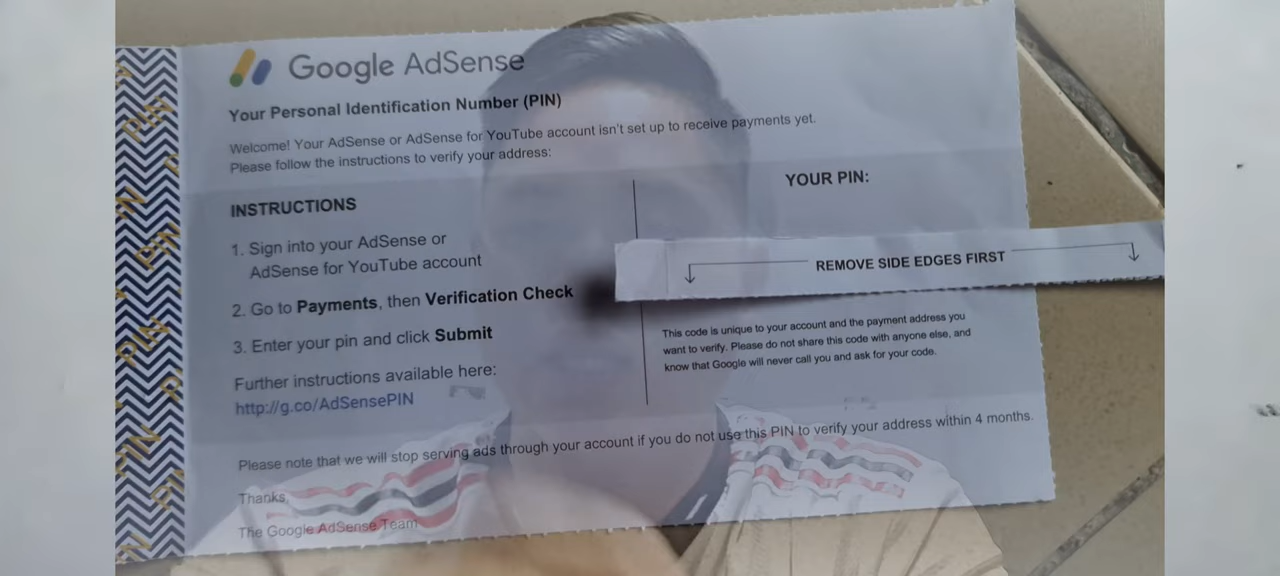 Google AdSense
Your Personal Identification Number (PIN)
Welcome! Your AdSense or AdSense for YouTube account isn't set up to receive payments yet.
Please follow the instructions to verify your address:
INSTRUCTIONS
1. Sign into your AdSense or
AdSense for YouTube account
2. Go to Payments, then Verification Check
3. Enter your pin and click Submit
Further instructions available here:
http://g.co/AdSensePIN
YOUR PIN:
REMOVE SIDE EDGES FIRST
This code is unique to your account and the payment address you
want to verify. Please do not share this code with anyone else, and
know that Google will never call you and ask for your code.
Please note that we will stop serving ads through your account if you do not use this PIN to verify your address within 4 months.
Thanks,
The Google AdSense Team
PIN
PIN
PIN
PIN
PIN